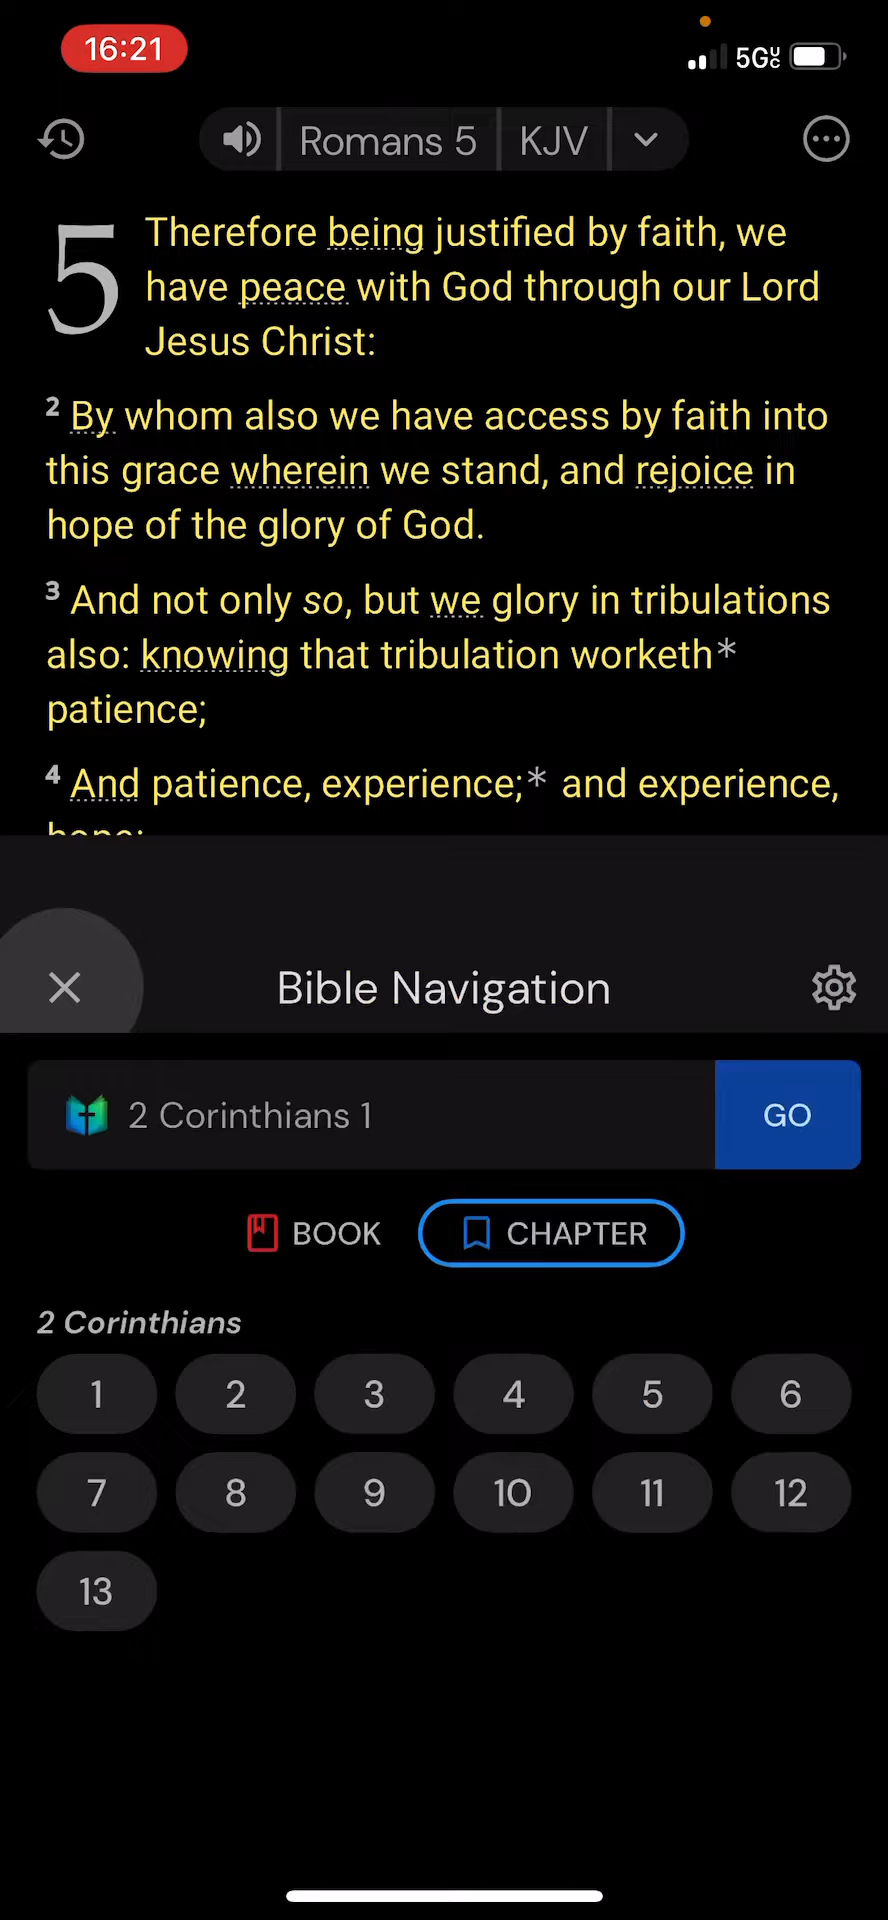 16:21
5GUC
Romans 5 KJV
5 Therefore being justified by faith, we
have peace with God through our Lord
Jesus Christ:
2 By whom also we have access by faith into
this grace wherein we stand, and rejoice in
hope of the glory of God.
3 And not only so, but we glory in tribulations
also: knowing that tribulation worketh*
patience;
4 And patience, experience;* and experience,
hope:
Bible Navigation
2 Corinthians 1 GO
BOOK CHAPTER
2 Corinthians
1 2 3 4 5 6
7 8 9 10 11 12
13